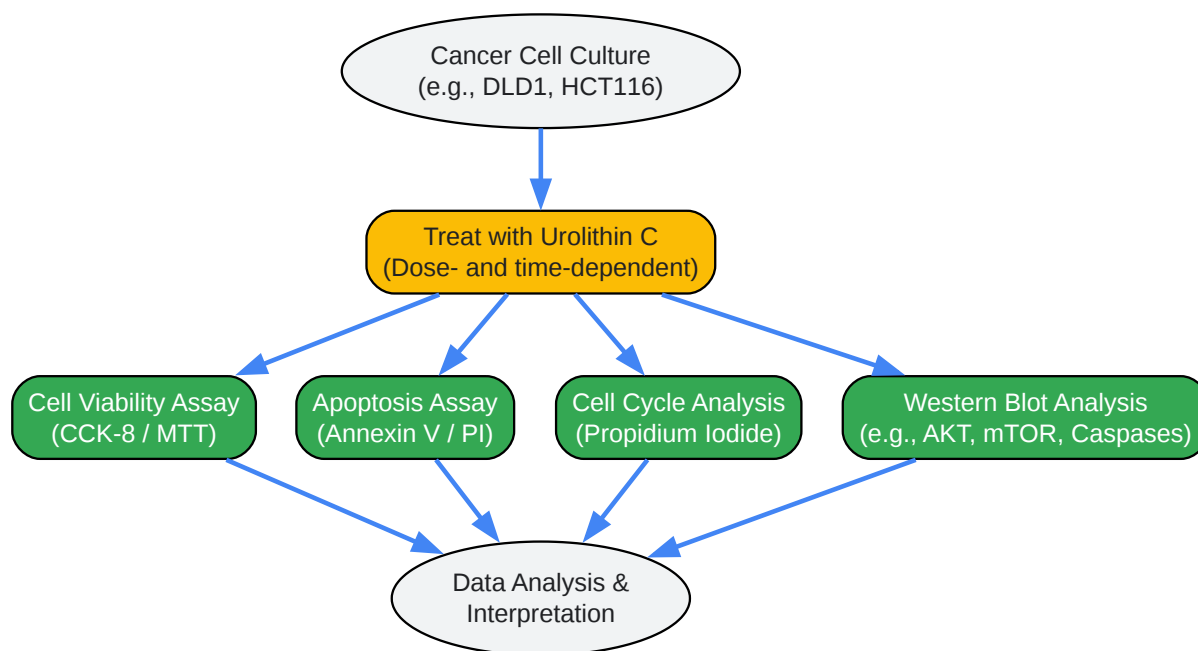 Cancer Cell Culture
(e.g., DLD1, HCT116)
Treat with Urolithin C
(Dose- and time-dependent)
Cell Viability Assay
(CCK-8 / MTT)
Apoptosis Assay
(Annexin V / PI)
Cell Cycle Analysis
(Propidium Iodide)
Western Blot Analysis
(e.g., AKT, mTOR, Caspases)
Data Analysis &
Interpretation